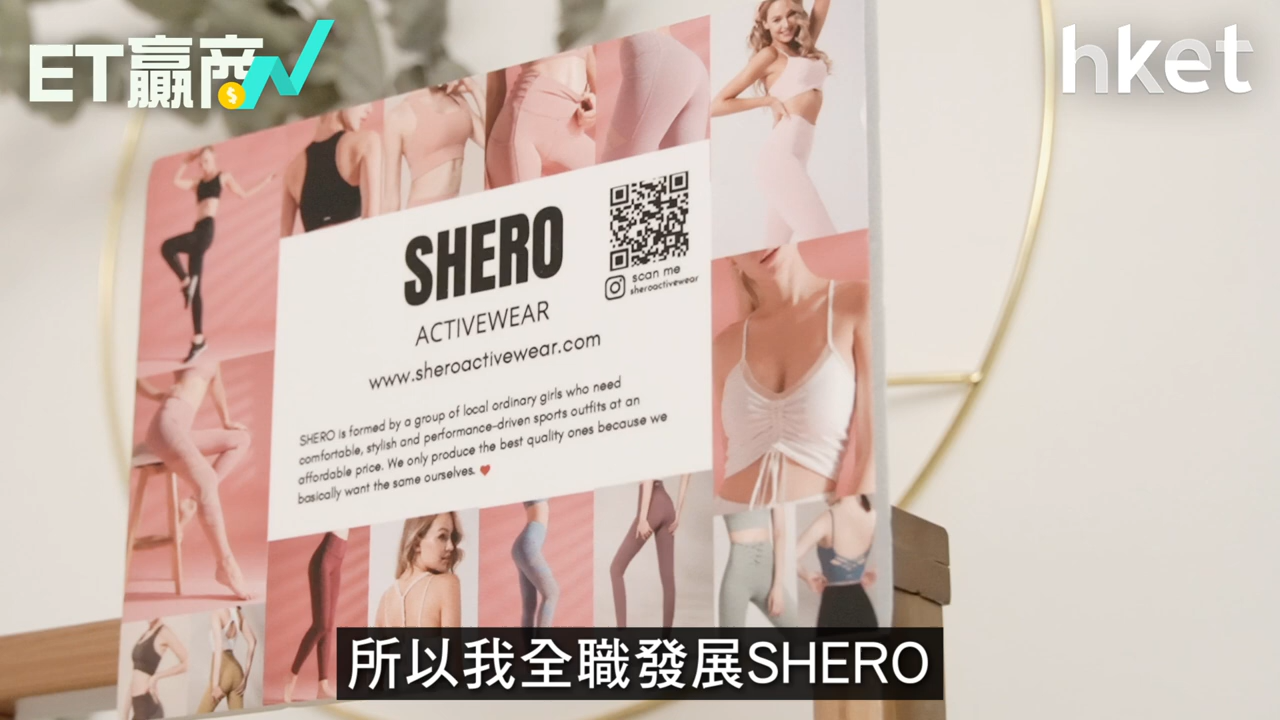 ET贏商
hket
SHERO
ACTIVEWEAR
www.sheroactivewear.com
scan me
sheroactivewear
SHERO is formed by a group of local ordinary girls who need
comfortable, stylish and performance-driven sports outfits at an
affordable price. We only produce the best quality ones because we
basically want the same ourselves. ♥
所以我全職發展SHERO